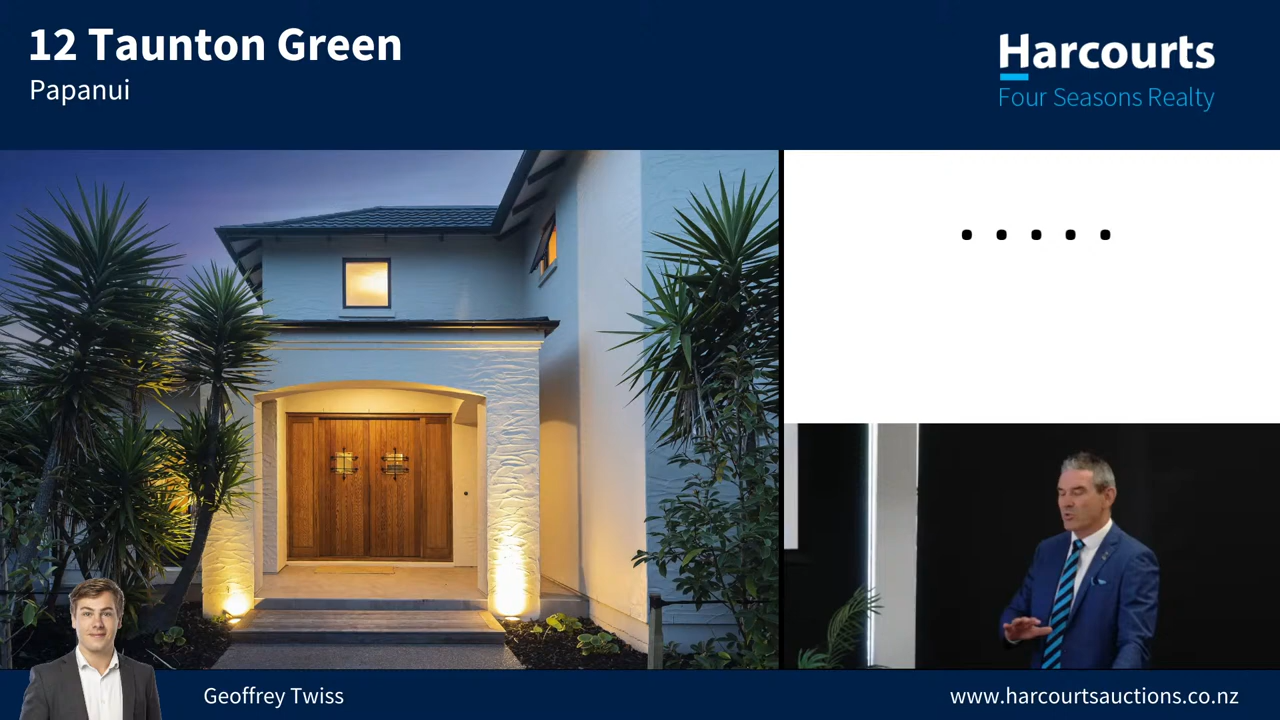 12 Taunton Green
Papanui
Harcourts
Four Seasons Realty
.....
Geoffrey Twiss
www.harcourtsauctions.co.nz